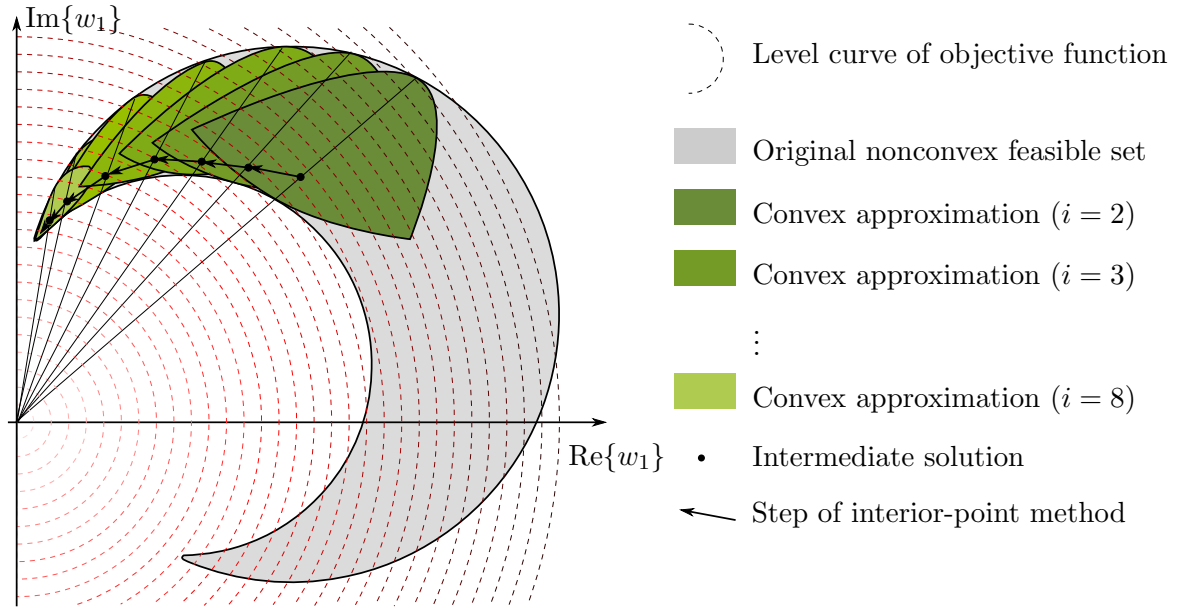 Im{w₁}
Re{w₁}
Level curve of objective function
Original nonconvex feasible set
Convex approximation (i = 2)
Convex approximation (i = 3)
⋮
Convex approximation (i = 8)
Intermediate solution
Step of interior-point method